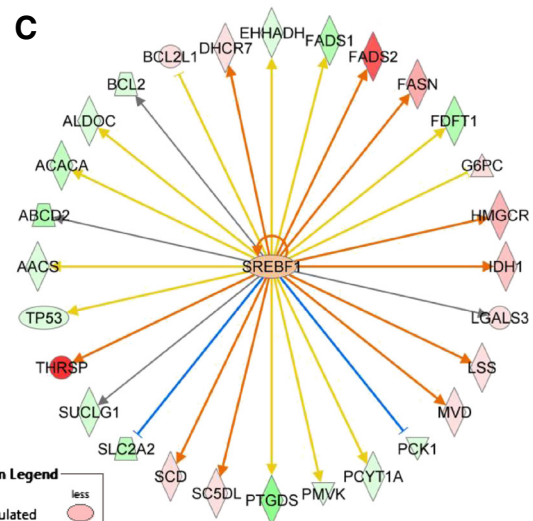 C
EHHADH
FADS1
FADS2
FASN
FDFT1
G6PC
HMGCR
IDH1
LGALS3
LSS
MVD
PCK1
PCYT1A
PMVK
PTGDS
SC5DL
SCD
SLC2A2
SUCLG1
THRSP
TP53
AACS
ABCD2
ACACA
ALDOC
BCL2
BCL2L1
DHCR7
SREBF1
n Legend
less
ulated